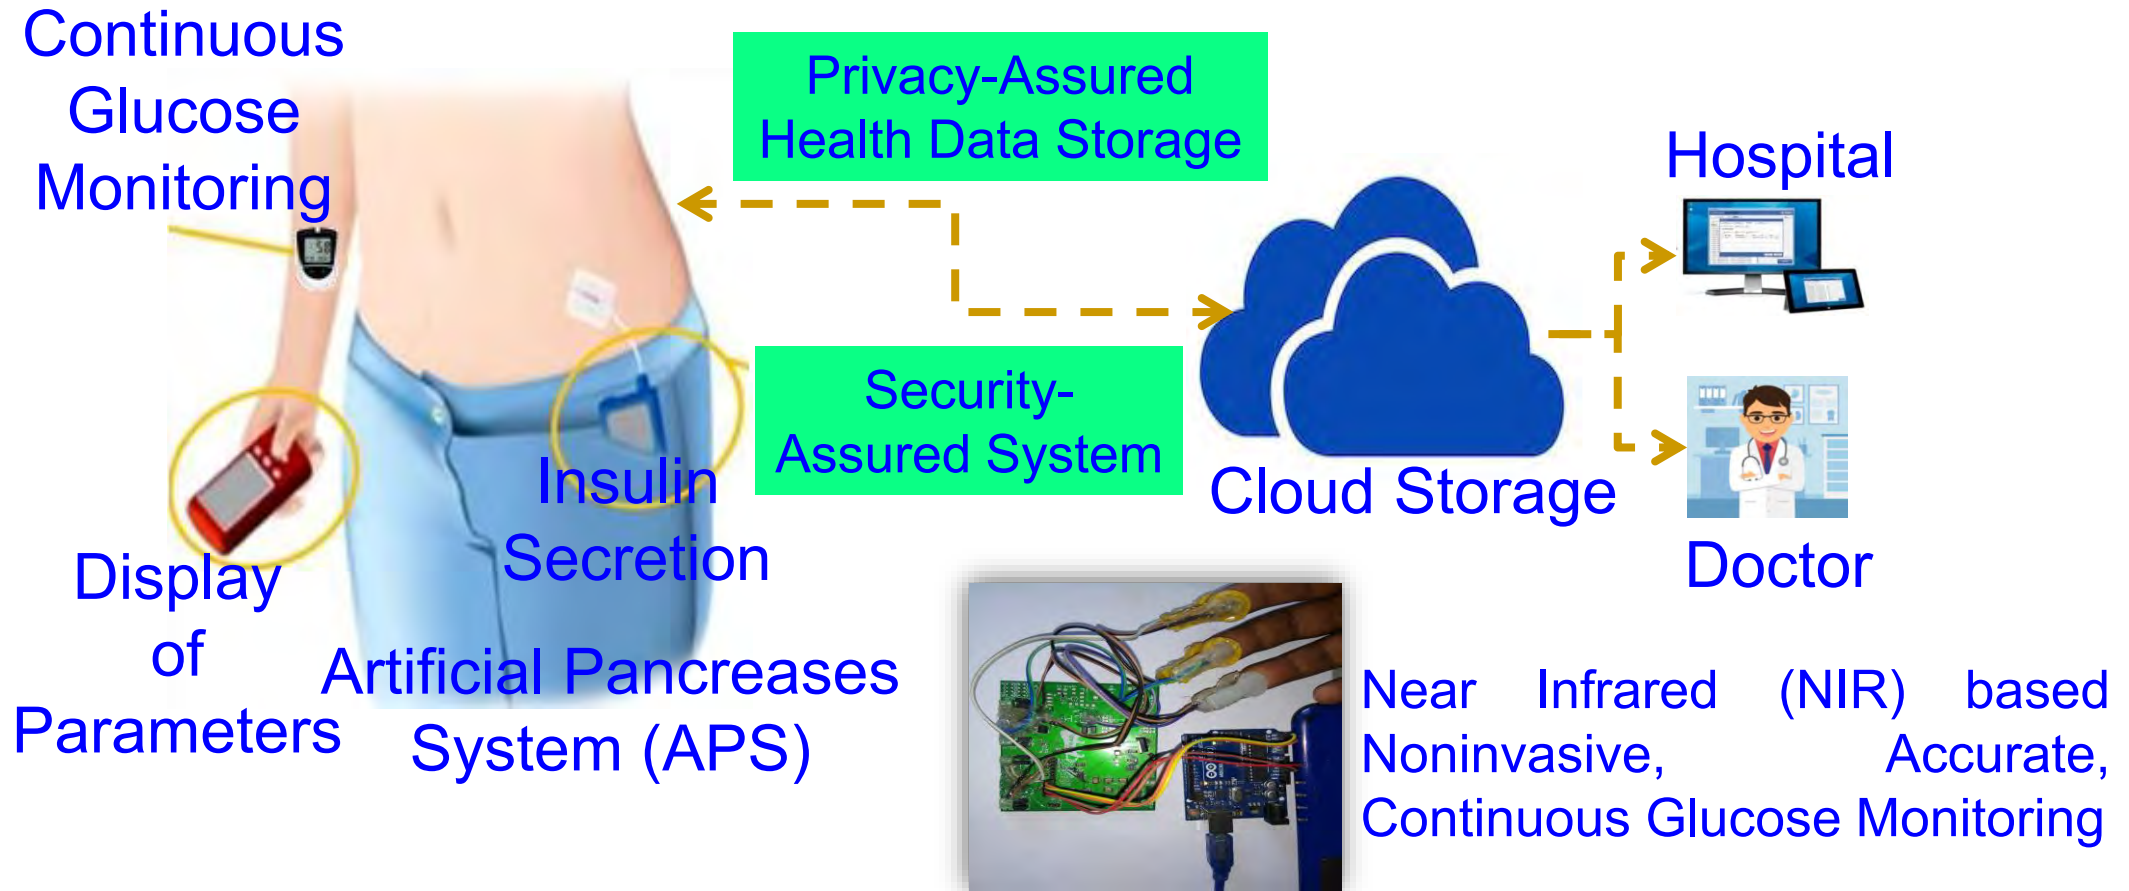 Continuous
Glucose
Monitoring
Privacy-Assured
Health Data Storage
Hospital
Security-
Assured System
Cloud Storage
Doctor
Insulin
Secretion
Display
of
Parameters
Artificial Pancreases
System (APS)
Near Infrared (NIR) based
Noninvasive, Accurate,
Continuous Glucose Monitoring